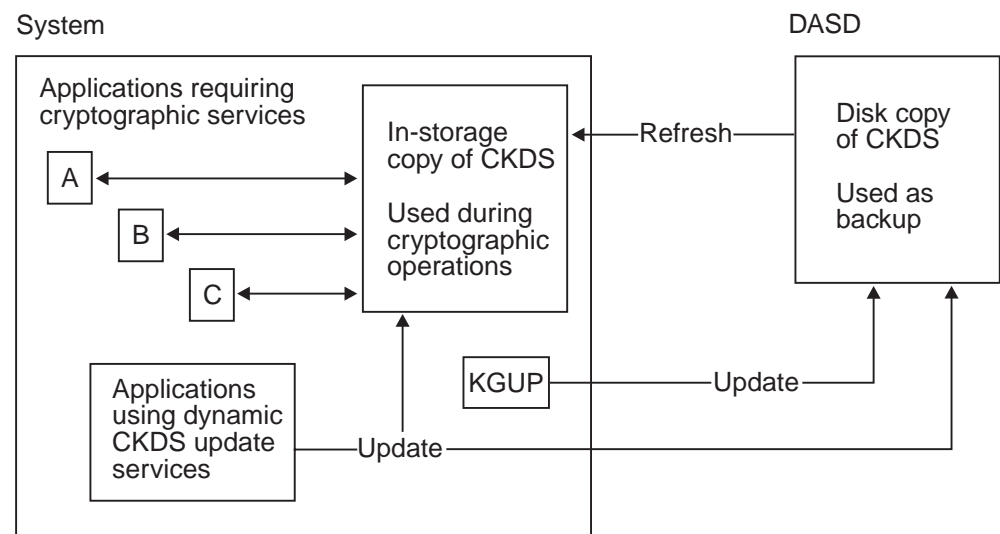 System
DASD
Applications requiring
cryptographic services
A
B
C
In-storage
copy of CKDS
Used during
cryptographic
operations
Refresh
Disk copy
of CKDS
Used as
backup
KGUP
Update
Applications
using dynamic
CKDS update
services
Update